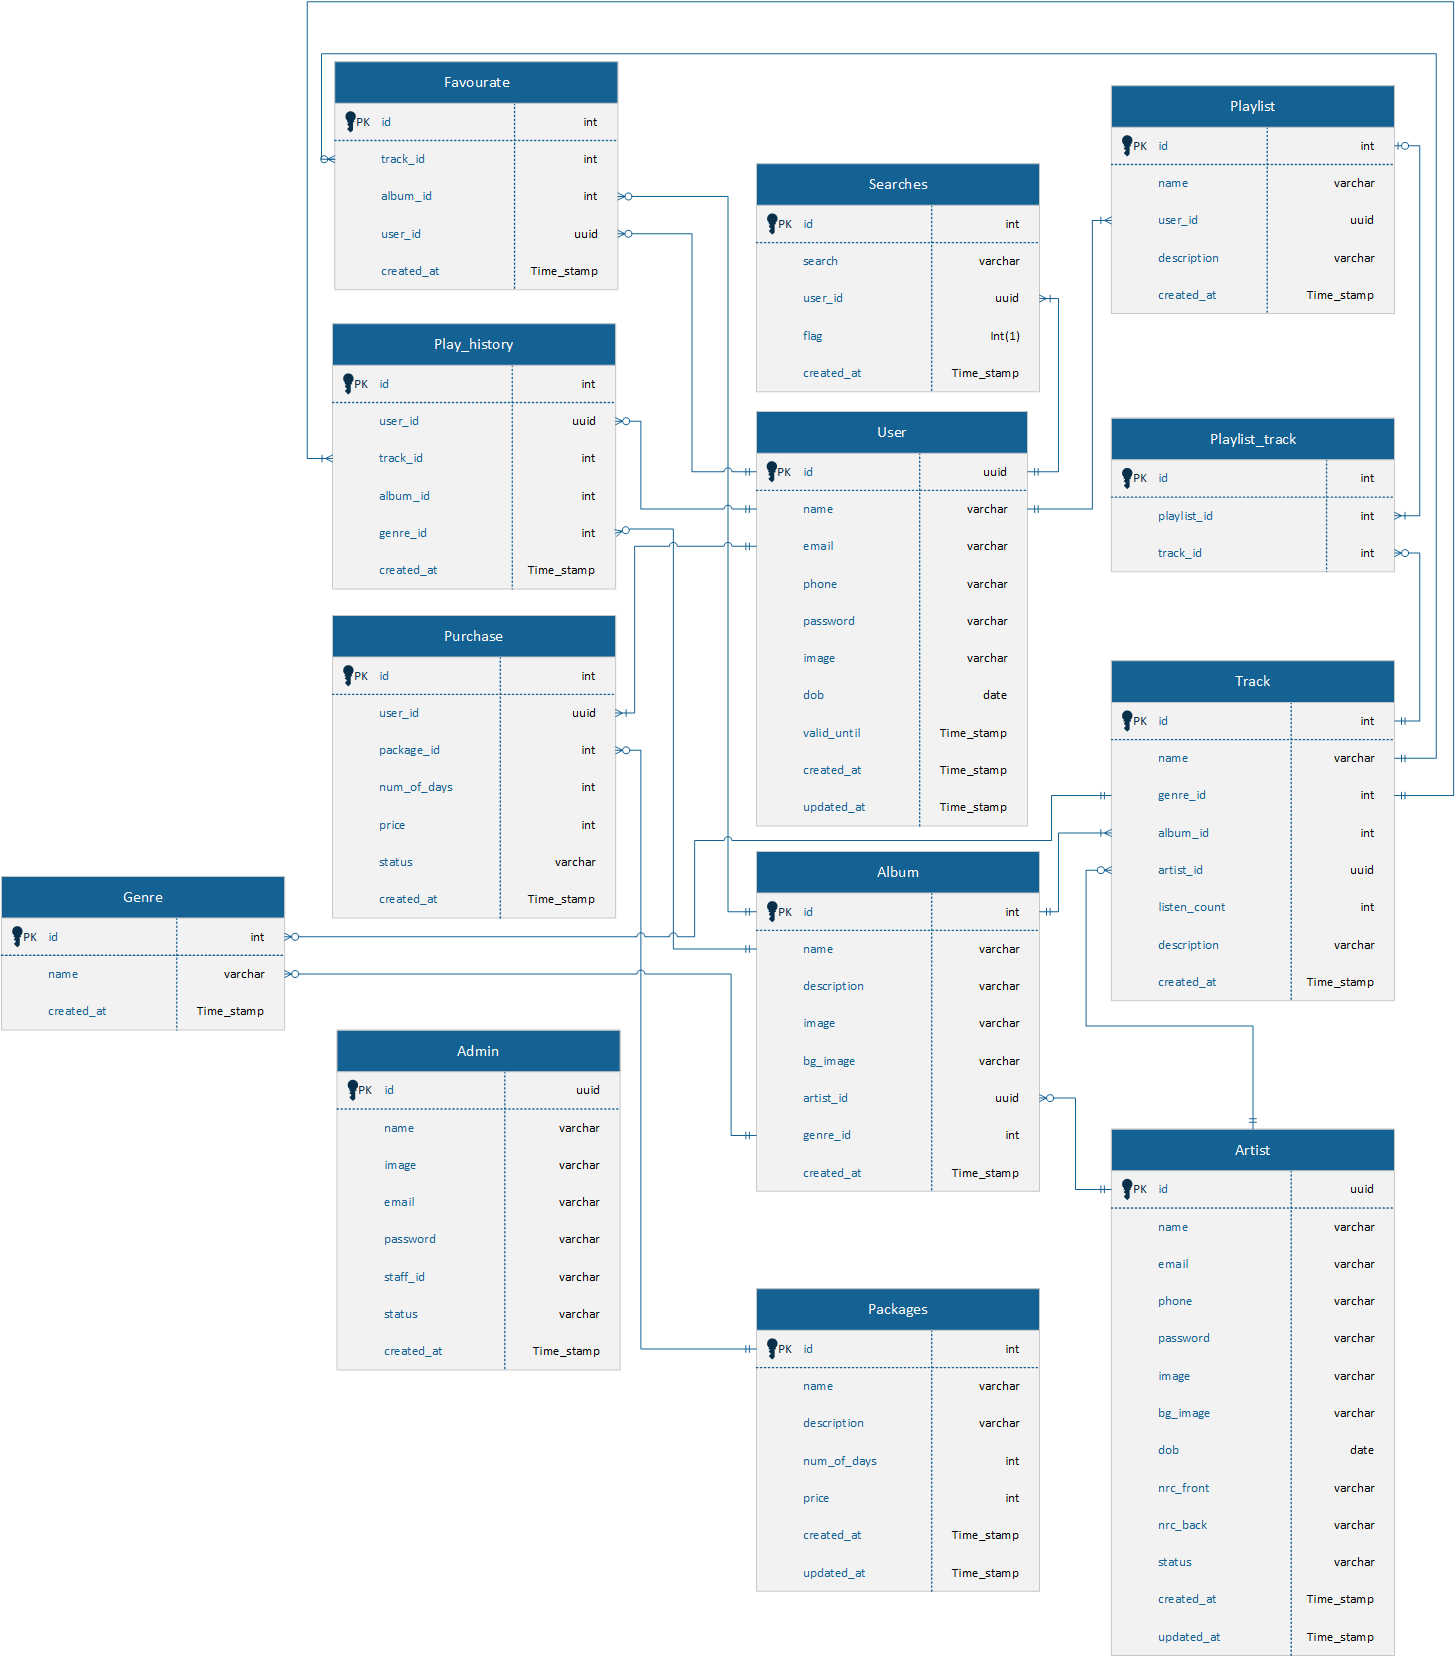 Favourate
PK id int
track_id int
album_id int
user_id uuid
created_at Time_stamp
Playlist
PK id int
name varchar
user_id uuid
description varchar
created_at Time_stamp
Searches
PK id int
search varchar
user_id uuid
flag Int(1)
created_at Time_stamp
Play_history
PK id int
user_id uuid
track_id int
album_id int
genre_id int
created_at Time_stamp
User
PK id uuid
name varchar
email varchar
phone varchar
password varchar
image varchar
dob date
valid_until Time_stamp
created_at Time_stamp
updated_at Time_stamp
Playlist_track
PK id int
playlist_id int
track_id int
Purchase
PK id int
user_id uuid
package_id int
num_of_days int
price int
status varchar
created_at Time_stamp
Track
PK id int
name varchar
genre_id int
album_id int
artist_id uuid
listen_count int
description varchar
created_at Time_stamp
Genre
PK id int
name varchar
created_at Time_stamp
Album
PK id int
name varchar
description varchar
image varchar
bg_image varchar
artist_id uuid
genre_id int
created_at Time_stamp
Admin
PK id uuid
name varchar
image varchar
email varchar
password varchar
staff_id varchar
status varchar
created_at Time_stamp
Artist
PK id uuid
name varchar
email varchar
phone varchar
password varchar
image varchar
bg_image varchar
dob date
nrc_front varchar
nrc_back varchar
status varchar
created_at Time_stamp
updated_at Time_stamp
Packages
PK id int
name varchar
description varchar
num_of_days int
price int
created_at Time_stamp
updated_at Time_stamp